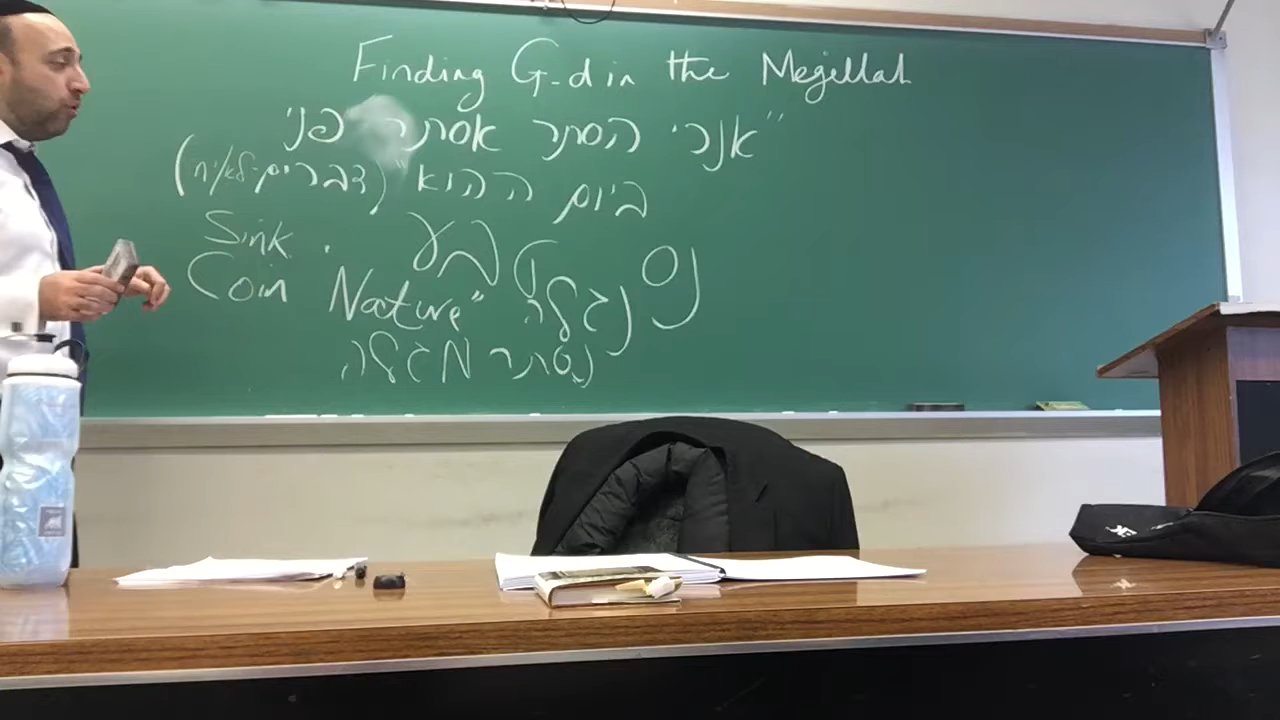 Finding G-d in the Megillah
"אנכי הסתר אסתר פני
ביום ההוא" (דברים-לא/יח)
נס טבע
Sink
נגלה Nature"
Coin
נסתר מגלה